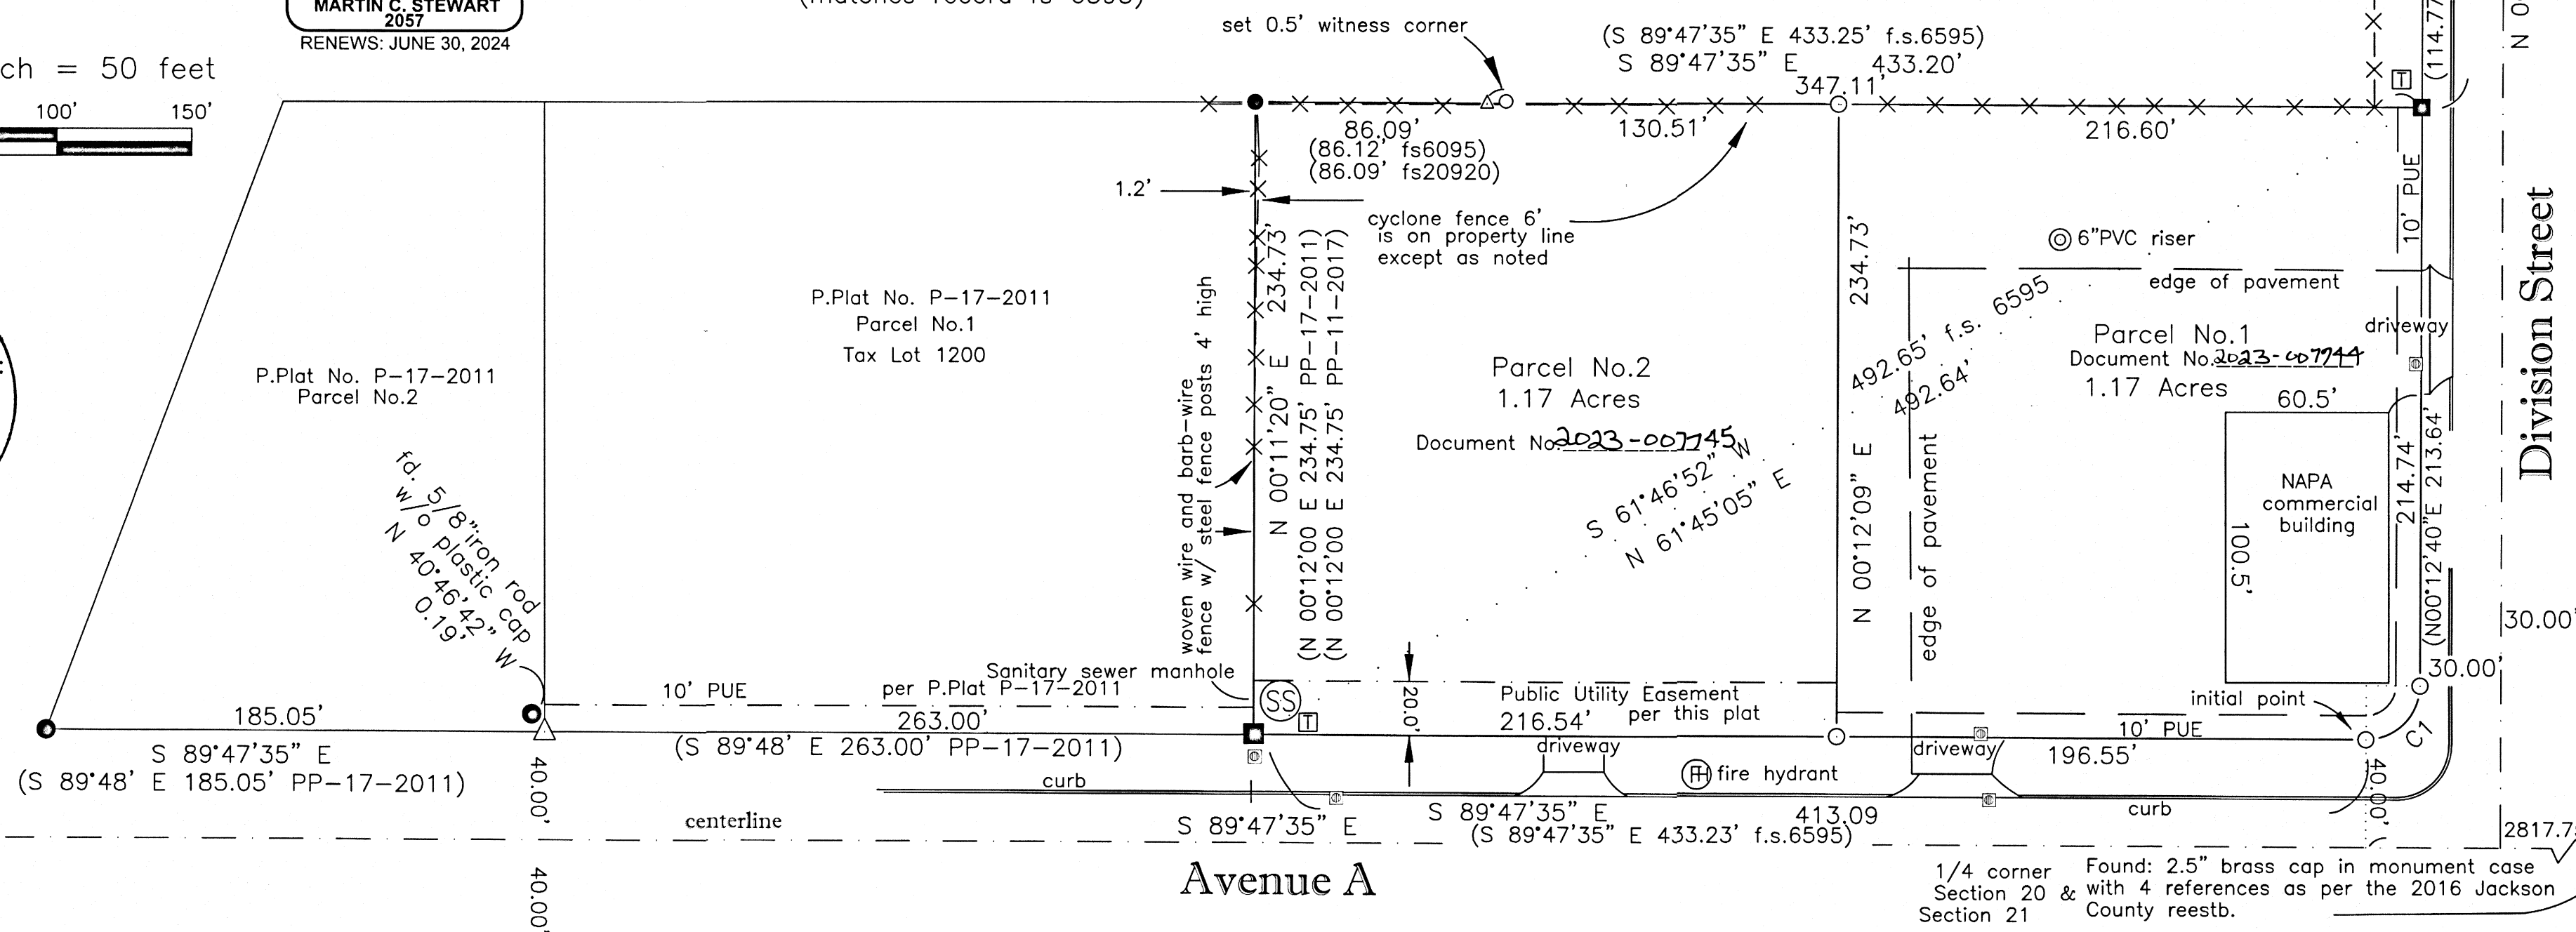 MARTIN C. STEWART
2057
RENEWS: JUNE 30, 2024
ch = 50 feet
100' 150'
set 0.5' witness corner
(S 89°47'35" E 433.25' f.s.6595)
S 89°47'35" E 433.20'
347.11'
86.09'
(86.12' fs6095)
(86.09' fs20920)
130.51'
216.60'
T
(114.77
N 0
1.2'
cyclone fence 6'
is on property line
except as noted
10' PUE
6"PVC riser
edge of pavement
driveway
Division Street
P.Plat No. P-17-2011
Parcel No.1
Tax Lot 1200
P.Plat No. P-17-2011
Parcel No.2
woven wire and barb-wire
fence w/ steel fence posts 4' high
N 00°11'20" E 234.73'
(N 00°12'00 E 234.75' PP-17-2011)
(N 00°12'00 E 234.75' PP-11-2017)
Parcel No.2
1.17 Acres
Document No. 2023-007745
S 61°46'52" W
N 61°45'05" E
492.65' f.s. 6595
492.64'
N 00°12'09" E 234.73'
edge of pavement
Parcel No.1
Document No. 2023-007744
1.17 Acres
60.5'
NAPA
commercial
building
100.5'
214.74'
(N00°12'40"E 213.64'
30.00'
30.00'
fd. 5/8"iron rod
w/o plastic cap
N 40°46'42" W
0.19'
Sanitary sewer manhole
10' PUE per P.Plat P-17-2011
SS
T
20.0'
Public Utility Easement
per this plat
initial point
185.05'
263.00'
216.54'
10' PUE
196.55'
C1
S 89°47'35" E
(S 89°48' E 185.05' PP-17-2011)
(S 89°48' E 263.00' PP-17-2011)
driveway
driveway
FH fire hydrant
curb
curb
40.00'
40.00'
40.00'
centerline
S 89°47'35" E
S 89°47'35" E 413.09
(S 89°47'35" E 433.23' f.s.6595)
2817.7
Avenue A
1/4 corner
Section 20 &
Section 21
Found: 2.5" brass cap in monument case
with 4 references as per the 2016 Jackson
County reestb.